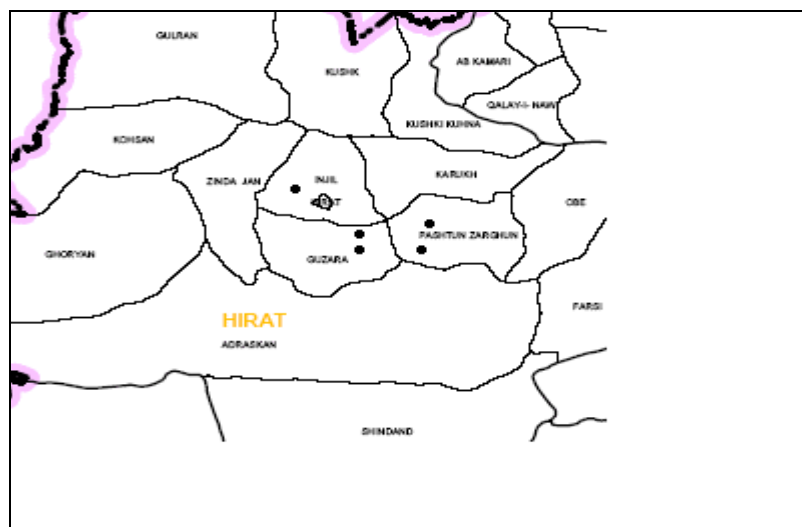 GULRAN
KUSHK
AB KAMARI
QALAY-I- NAW
KUSHKI KUHNA
KOHSAN
ZINDA JAN
INJIL
KARUKH
HIRAT
OBE
PASHTUN ZARGHUN
GHORYAN
GUZARA
FARSI
HIRAT
ADRASKAN
SHINDAND